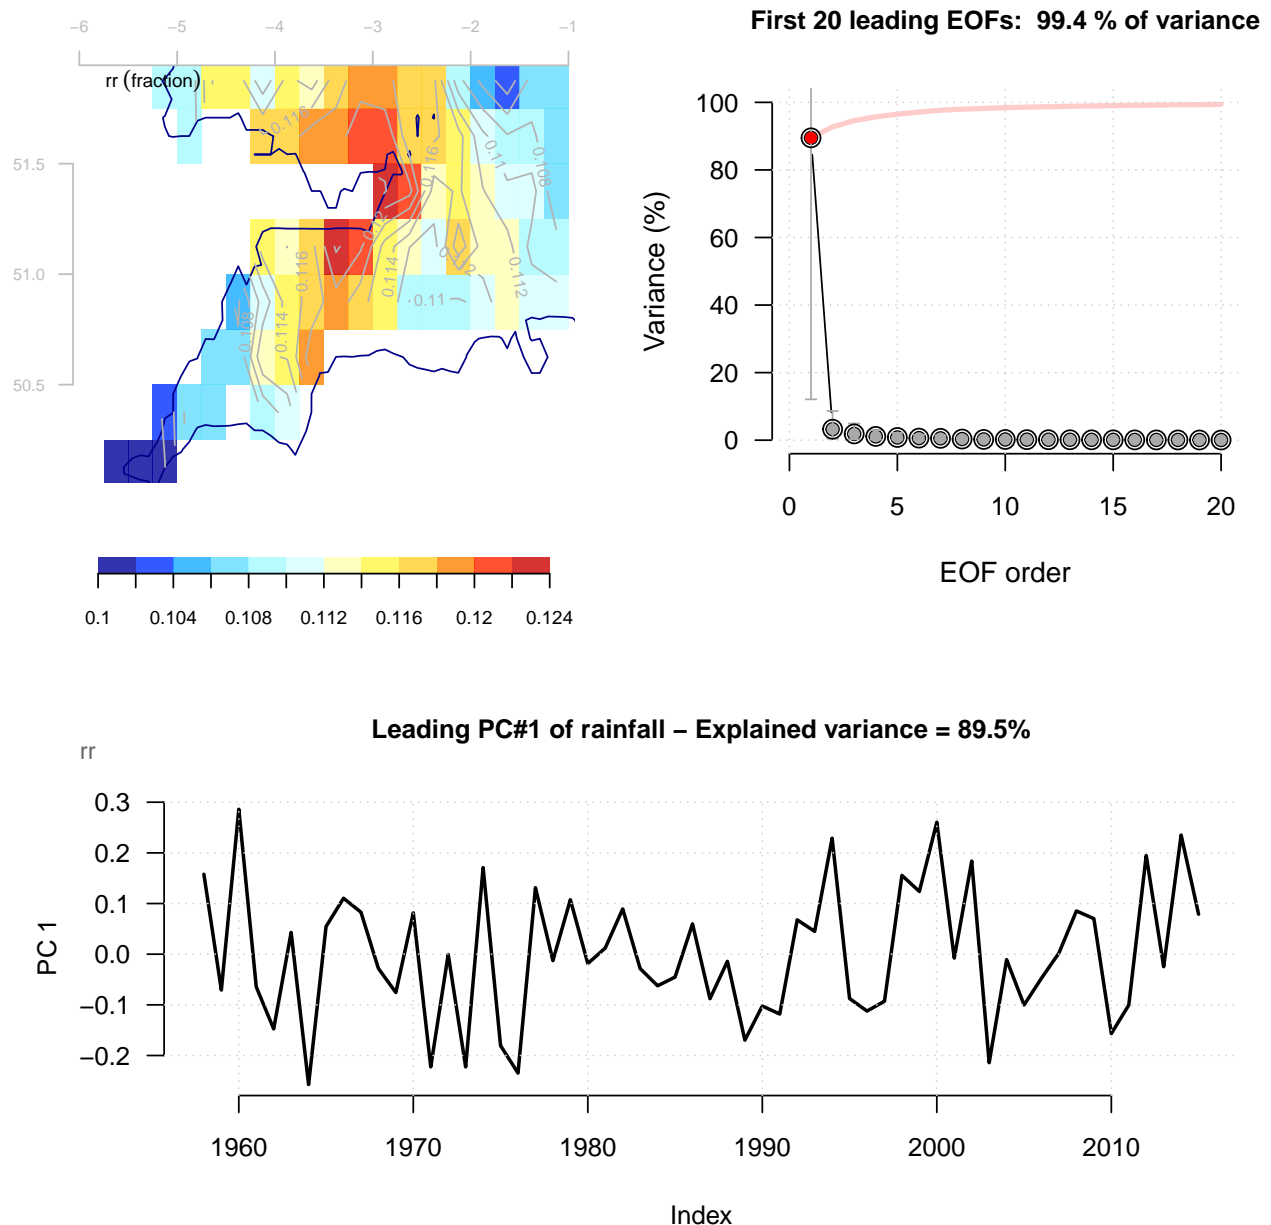 −6 −5 −4 −3 −2 −1
rr (fraction)
51.5
51.0
50.5
0.116
0.116
0.11
0.108
0.12
0.116
0.114
0.112
0.112
0.11
0.108
0.114
0.1 0.104 0.108 0.112 0.116 0.12 0.124
First 20 leading EOFs:  99.4 % of variance
Variance (%)
100
80
60
40
20
0
0 5 10 15 20
EOF order
Leading PC#1 of rainfall − Explained variance = 89.5%
rr
PC 1
0.3
0.2
0.1
0.0
−0.1
−0.2
1960 1970 1980 1990 2000 2010
Index